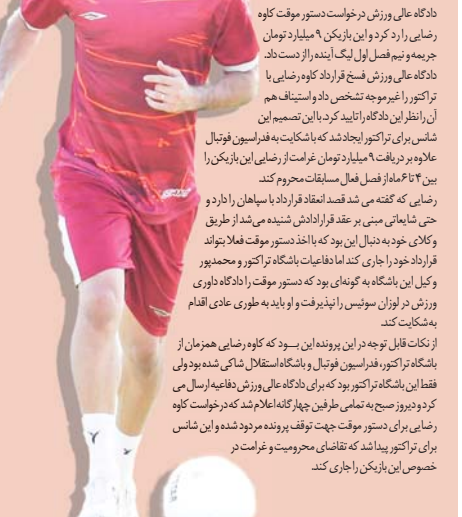 دادگاه عالی ورزش درخواست دستور موقت کاوه
رضایی را رد کرد و این بازیکن ۹ میلیارد تومان
جریمه و نیم فصل اول لیگ آینده را از دست داد.
دادگاه عالی ورزش فسخ قرارداد کاوه رضایی با
تراکتور را غیر موجه تشخص داد و استیناف هم
آن را نظر این دادگاه را تایید کرد. با این تصمیم این
شانس برای تراکتور ایجاد شد که با شکایت به فدراسیون فوتبال
علاوه بر دریافت ۹ میلیارد تومان غرامت از رضایی این بازیکن را
بین ۴ تا ۶ ماه از فصل فعال مسابقات محروم کند.
رضایی که گفته می شد قصد انعقاد قرارداد با سپاهان را دارد و
حتی شایعاتی مبنی بر عقد قراردادش شنیده می‌شد از طریق
وکلای خود به دنبال این بود که با اخذ دستور موقت فعلا بتواند
قرارداد خود را جاری کند اما دفاعیات باشگاه تراکتور و محمدپور
وکیل این باشگاه به گونه‌ای بود که دستور موقت را دادگاه داوری
ورزش در لوزان سوئیس را نپذیرفت و او باید به طوری عادی اقدام
به شکایت کند.
از نکات قابل توجه در این پرونده این بــود که کاوه رضایی همزمان از
باشگاه تراکتور، فدراسیون فوتبال و باشگاه استقلال شاکی شده بود ولی
فقط این باشگاه تراکتور بود که برای دادگاه عالی ورزش دفاعیه ارسال می
کرد و دیروز صبح به تمامی طرفین چهارگانه اعلام شد که درخواست کاوه
رضایی برای دستور موقت جهت توقف پرونده مردود شده و این شانس
برای تراکتور پیدا شد که تقاضای محرومیت و غرامت در
خصوص این بازیکن را جاری کند.